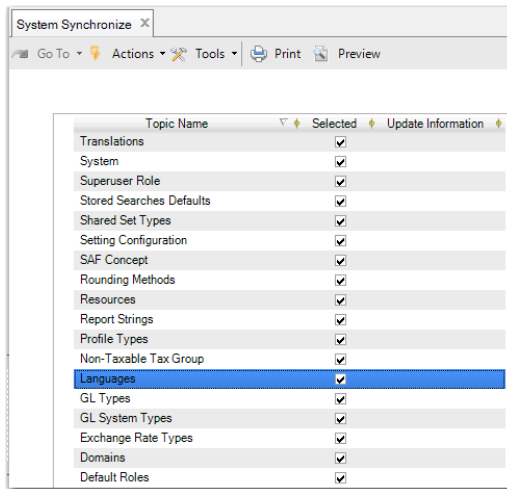 System Synchronize
Go To Actions Tools Print Preview
Topic Name Selected Update Information
Translations
System
Superuser Role
Stored Searches Defaults
Shared Set Types
Setting Configuration
SAF Concept
Rounding Methods
Resources
Report Strings
Profile Types
Non-Taxable Tax Group
Languages
GL Types
GL System Types
Exchange Rate Types
Domains
Default Roles